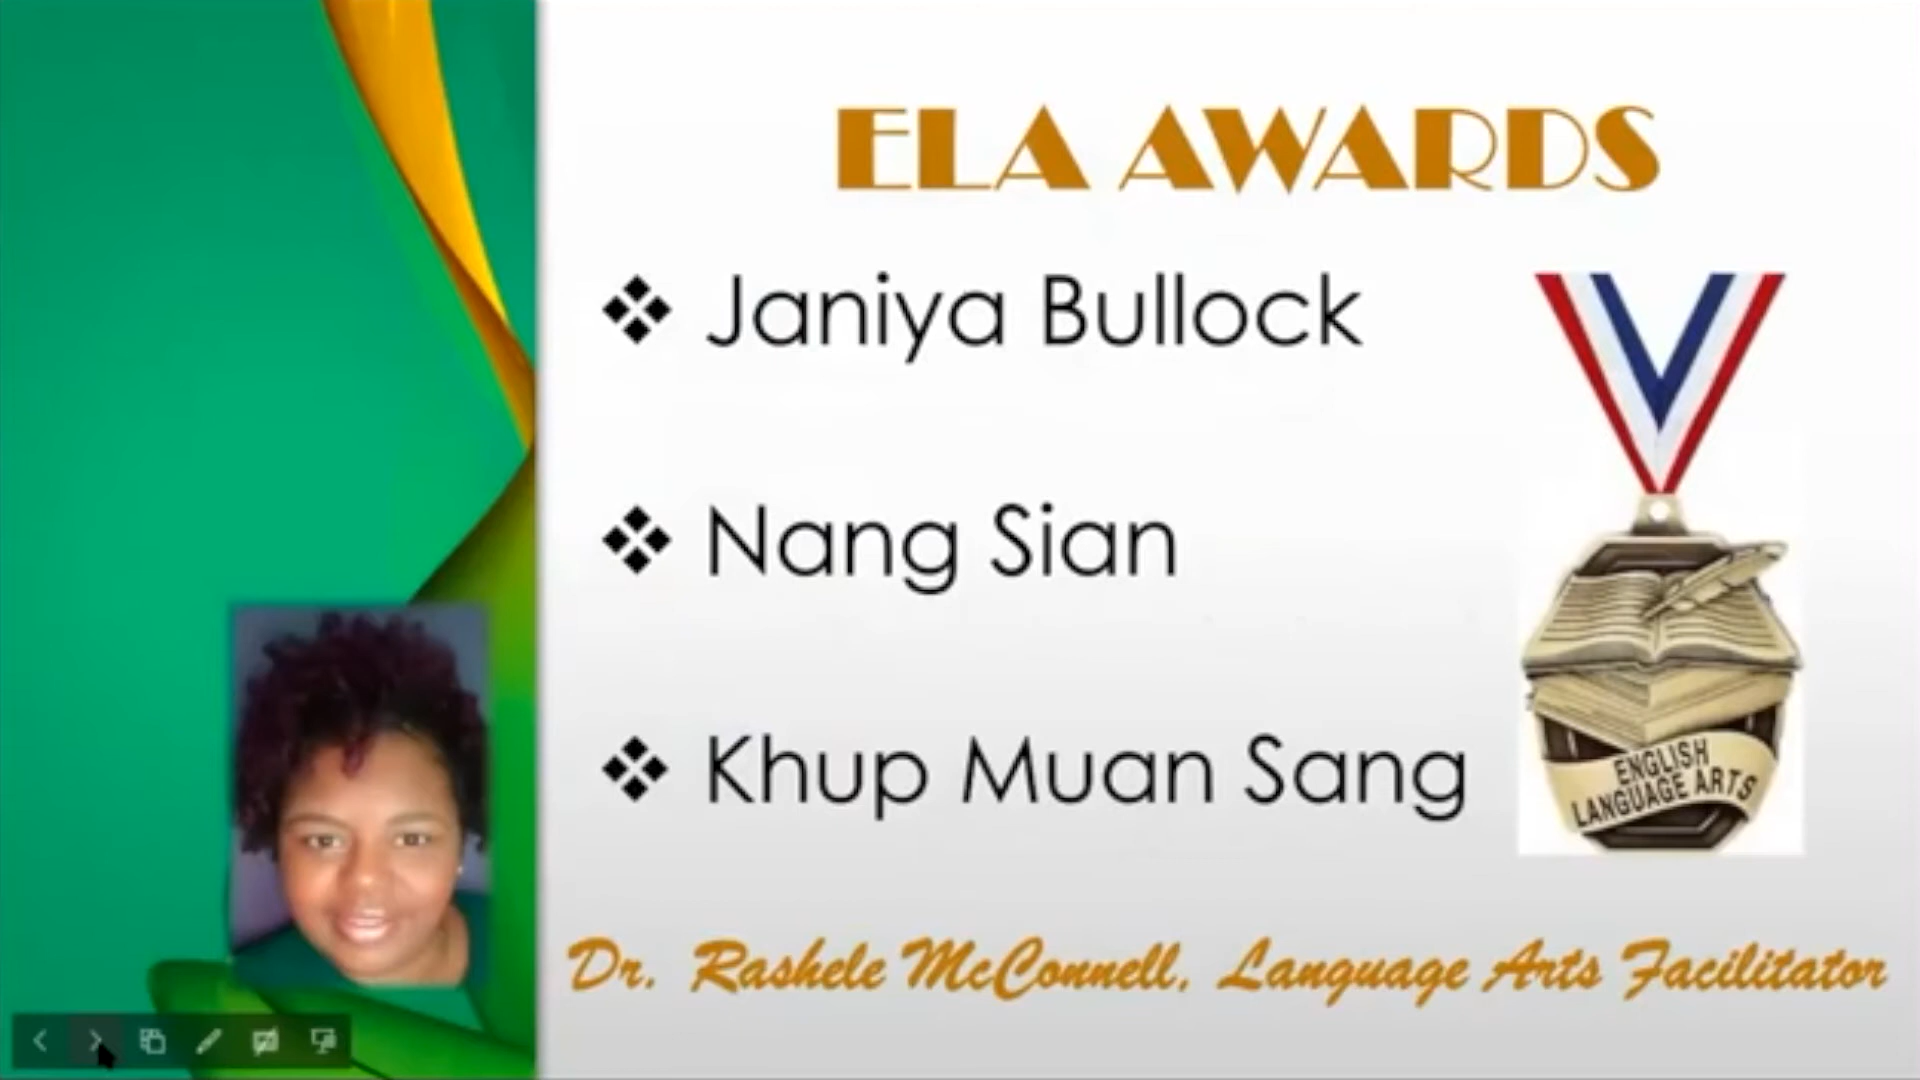 ELA AWARDS
Janiya Bullock
Nang Sian
Khup Muan Sang
ENGLISH
LANGUAGE ARTS
Dr. Rashele McConnell, Language Arts Facilitator